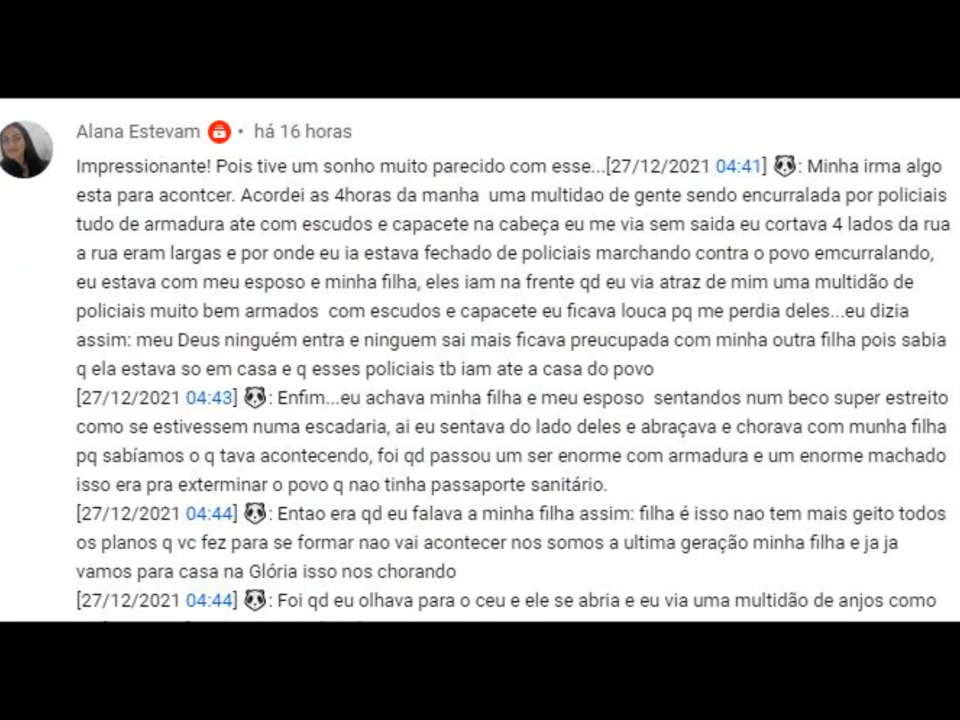 Alana Estevam • há 16 horas
Impressionante! Pois tive um sonho muito parecido com esse...[27/12/2021 04:41] 🐼: Minha irma algo
esta para acontcer. Acordei as 4horas da manha uma multidao de gente sendo encurralada por policiais
tudo de armadura ate com escudos e capacete na cabeça eu me via sem saida eu cortava 4 lados da rua
a rua eram largas e por onde eu ia estava fechado de policiais marchando contra o povo emcurralando,
eu estava com meu esposo e minha filha, eles iam na frente qd eu via atraz de mim uma multidão de
policiais muito bem armados com escudos e capacete eu ficava louca pq me perdia deles...eu dizia
assim: meu Deus ninguém entra e ninguem sai mais ficava preucupada com minha outra filha pois sabia
q ela estava so em casa e q esses policiais tb iam ate a casa do povo
[27/12/2021 04:43] 🐼: Enfim...eu achava minha filha e meu esposo sentandos num beco super estreito
como se estivessem numa escadaria, ai eu sentava do lado deles e abraçava e chorava com munha filha
pq sabíamos o q tava acontecendo, foi qd passou um ser enorme com armadura e um enorme machado
isso era pra exterminar o povo q nao tinha passaporte sanitário.
[27/12/2021 04:44] 🐼: Entao era qd eu falava a minha filha assim: filha é isso nao tem mais geito todos
os planos q vc fez para se formar nao vai acontecer nos somos a ultima geração minha filha e ja ja
vamos para casa na Glória isso nos chorando
[27/12/2021 04:44] 🐼: Foi qd eu olhava para o ceu e ele se abria e eu via uma multidão de anjos como